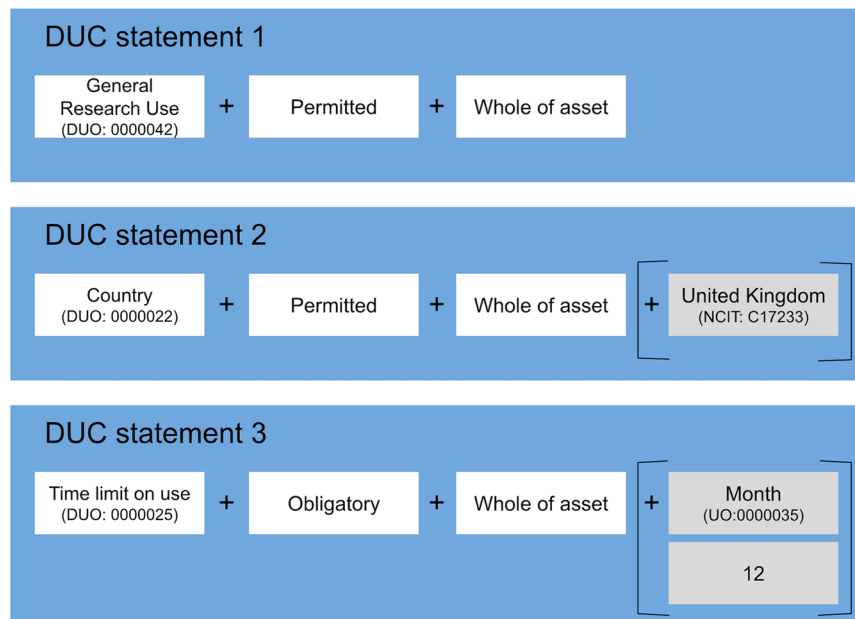 DUC statement 1
General
Research Use
(DUO: 0000042)
+
Permitted
+
Whole of asset
DUC statement 2
Country
(DUO: 0000022)
+
Permitted
+
Whole of asset
+
United Kingdom
(NCIT: C17233)
DUC statement 3
Time limit on use
(DUO: 0000025)
+
Obligatory
+
Whole of asset
+
Month
(UO:0000035)
12